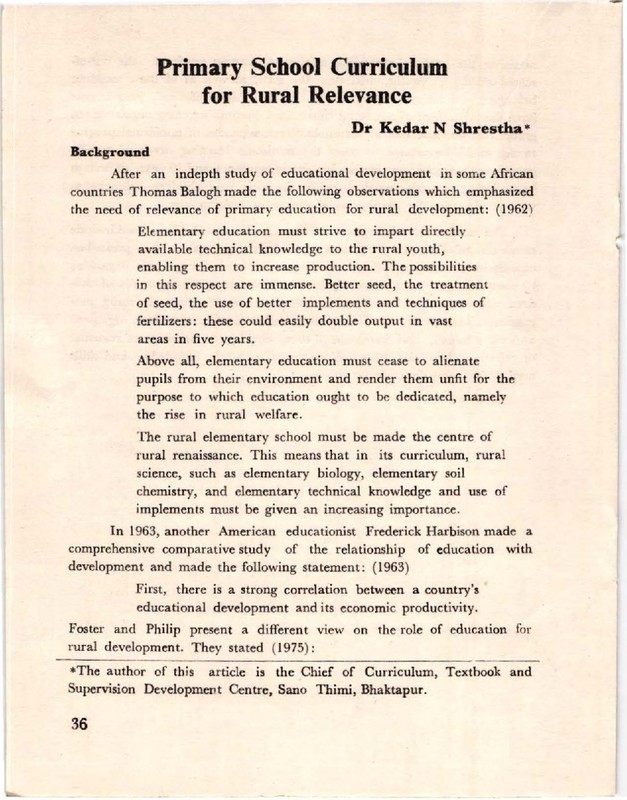 Primary School Curriculum
for Rural Relevance
Dr Kedar N Shrestha*
Background
After an indepth study of educational development in some African
countries Thomas Balogh made the following observations which emphasized
the need of relevance of primary education for rural development: (1962)
Elementary education must strive to impart directly
available technical knowledge to the rural youth,
enabling them to increase production. The possibilities
in this respect are immense. Better seed, the treatment
of seed, the use of better implements and techniques of
fertilizers: these could easily double output in vast
areas in five years.
Above all, elementary education must cease to alienate
pupils from their environment and render them unfit for the
purpose to which education ought to be dedicated, namely
the rise in rural welfare.
The rural elementary school must be made the centre of
rural renaissance. This means that in its curriculum, rural
science, such as elementary biology, elementary soil
chemistry, and elementary technical knowledge and use of
implements must be given an increasing importance.
In 1963, another American educationist Frederick Harbison made a
comprehensive comparative study of the relationship of education with
development and made the following statement: (1963)
First, there is a strong correlation between a country's
educational development and its economic productivity.
Foster and Philip present a different view on the role of education for
rural development. They stated (1975):
*The author of this article is the Chief of Curriculum, Textbook and
Supervision Development Centre, Sano Thimi, Bhaktapur.
36